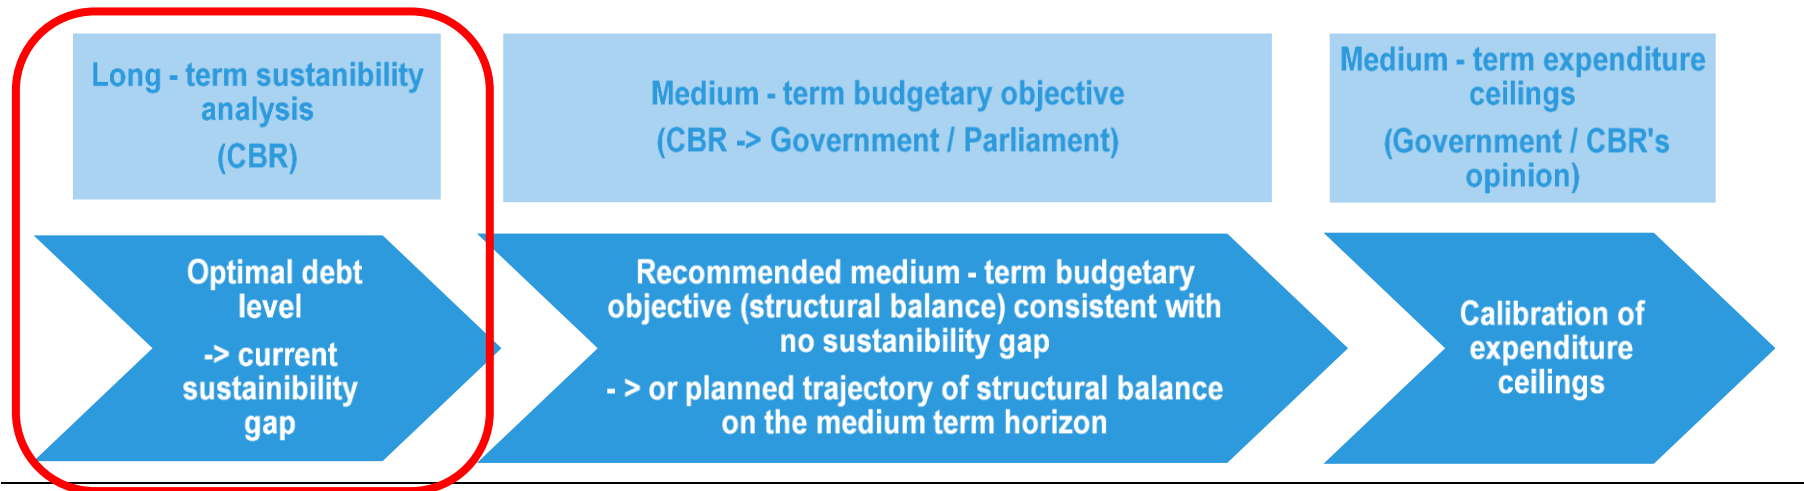 Long - term sustanibility
analysis
(CBR)
Medium - term budgetary objective
(CBR -> Government / Parliament)
Medium - term expenditure
ceilings
(Government / CBR's
opinion)
Optimal debt
level
-> current
sustainibility
gap
Recommended medium - term budgetary
objective (structural balance) consistent with
no sustanibility gap
- > or planned trajectory of structural balance
on the medium term horizon
Calibration of
expenditure
ceilings